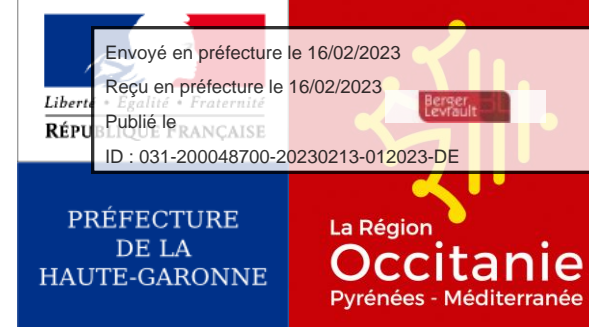 Envoyé en préfecture le 16/02/2023
Reçu en préfecture le 16/02/2023
Berger
Levrault
Liberté • Égalité • Fraternité
Publié le
RÉPUBLIQUE FRANÇAISE
ID : 031-200048700-20230213-012023-DE
PRÉFECTURE
DE LA
HAUTE-GARONNE
La Région
Occitanie
Pyrénées - Méditerranée